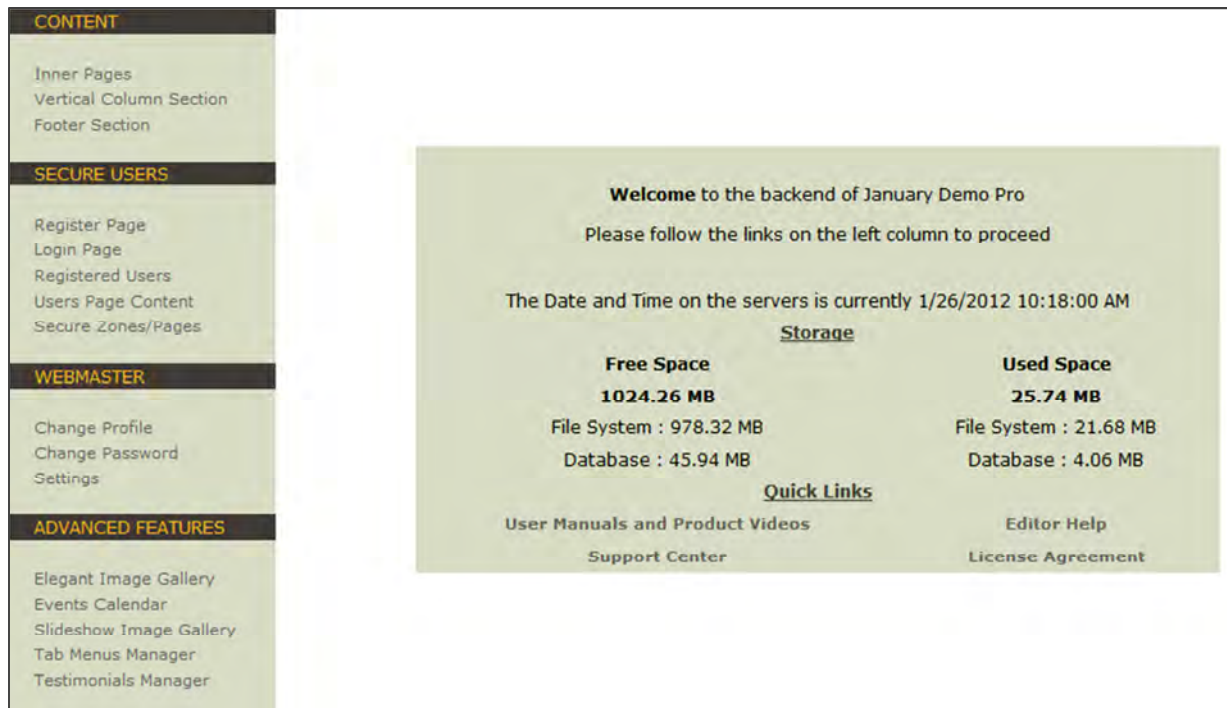 CONTENT
Inner Pages
Vertical Column Section
Footer Section
SECURE USERS
Register Page
Login Page
Registered Users
Users Page Content
Secure Zones/Pages
WEBMASTER
Change Profile
Change Password
Settings
ADVANCED FEATURES
Elegant Image Gallery
Events Calendar
Slideshow Image Gallery
Tab Menus Manager
Testimonials Manager
Welcome to the backend of January Demo Pro
Please follow the links on the left column to proceed
The Date and Time on the servers is currently 1/26/2012 10:18:00 AM
Storage
Free Space Used Space
1024.26 MB 25.74 MB
File System : 978.32 MB File System : 21.68 MB
Database : 45.94 MB Database : 4.06 MB
Quick Links
User Manuals and Product Videos Editor Help
Support Center License Agreement